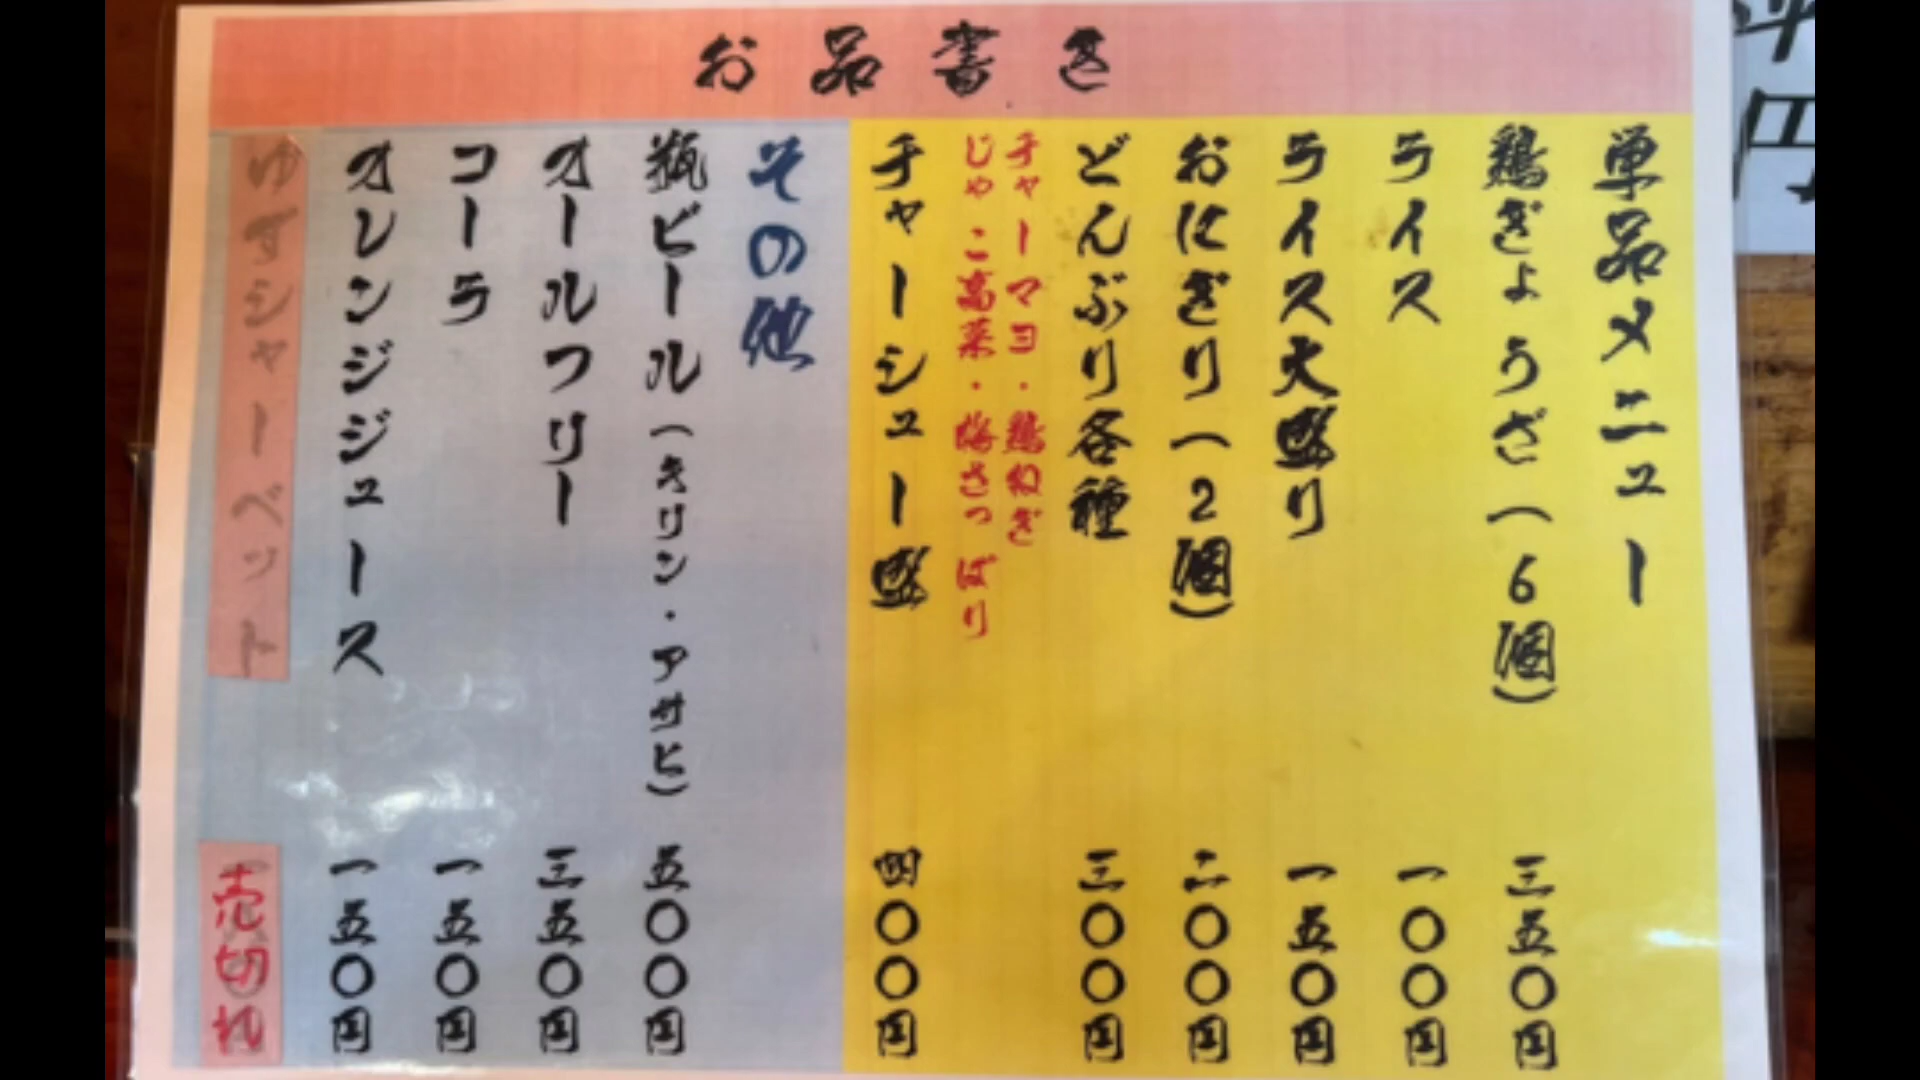 お品書き
単品メニュー
鶏ぎょうざ(6個) 三五〇円
ライス 一〇〇円
ライス大盛り 一五〇円
おにぎり(2個) 二〇〇円
どんぶり各種 三〇〇円
チャーマヨ・鶏ねぎ
じゃこ高菜・梅さっぱり
チャーシュー盛 四〇〇円
その他
瓶ビール(キリン・アサヒ) 五〇〇円
オールフリー 三五〇円
コーラ 一五〇円
オレンジジュース 一五〇円
ゆずシャーベット 売切れ
円